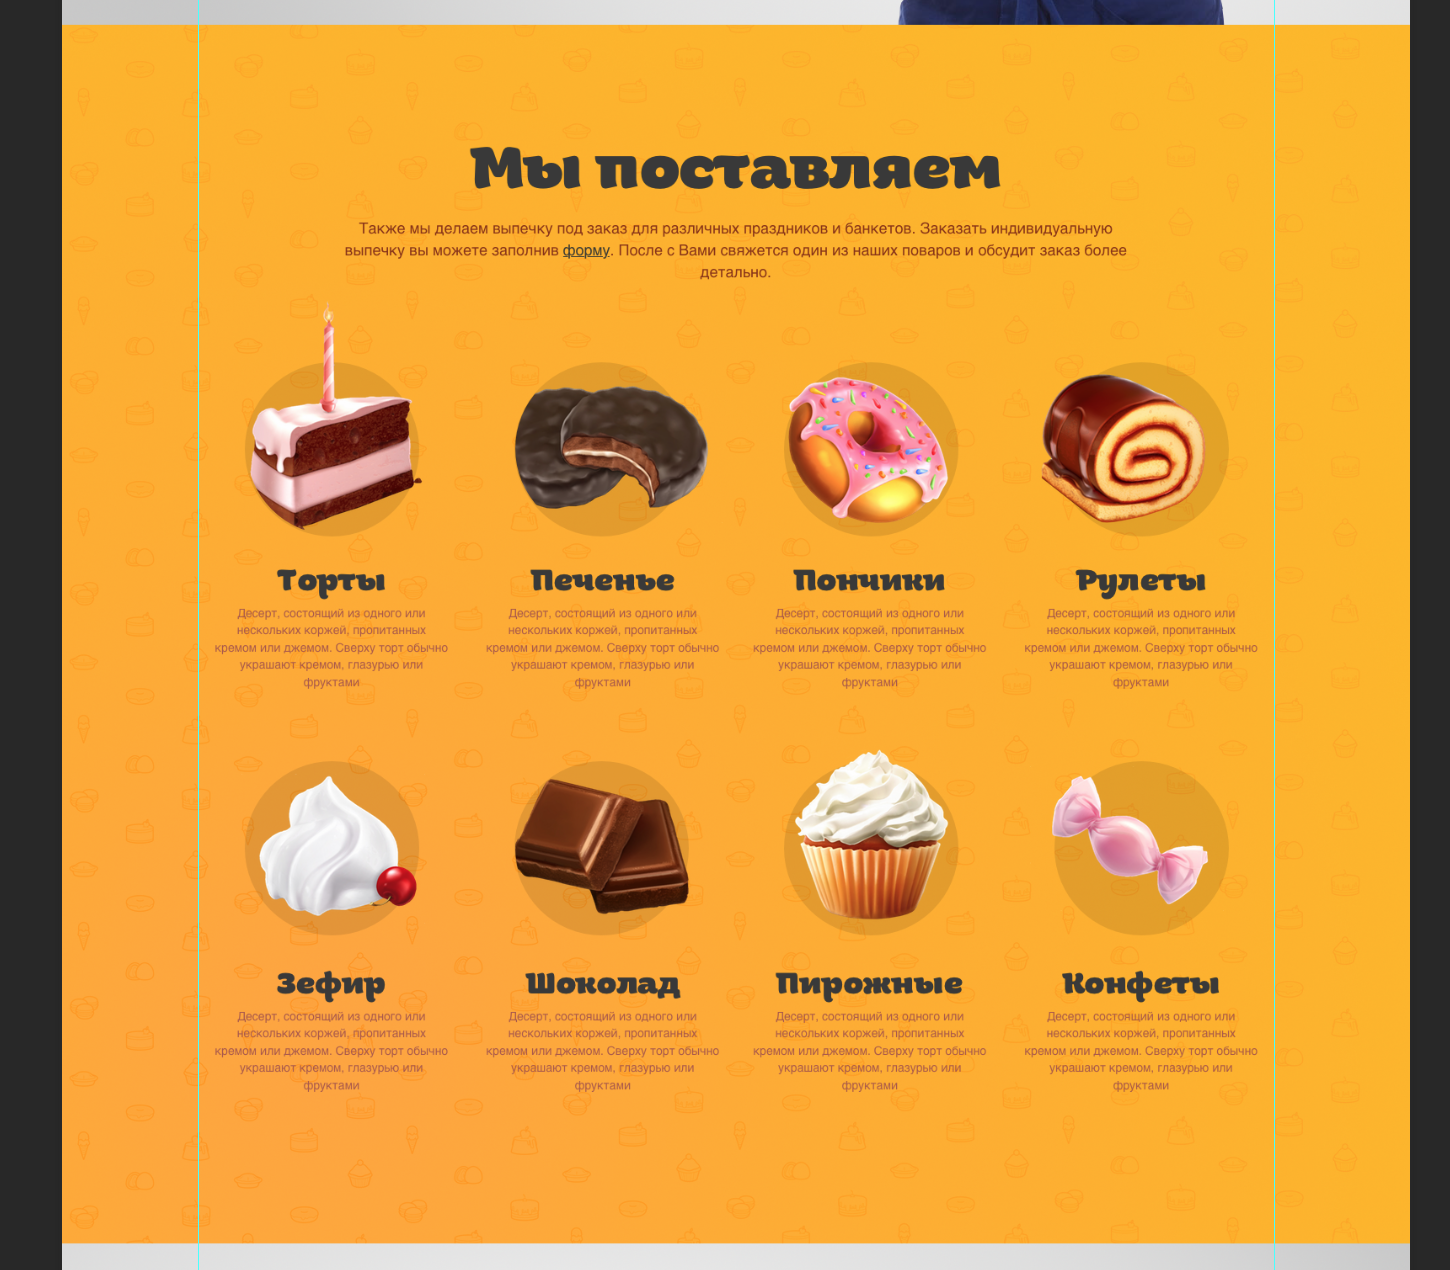 Мы поставляем
Также мы делаем выпечку под заказ для различных праздников и банкетов. Заказать индивидуальную
выпечку вы можете заполнив форму. После с Вами свяжется один из наших поваров и обсудит заказ более
детально.
Торты
Десерт, состоящий из одного или
нескольких коржей, пропитанных
кремом или джемом. Сверху торт обычно
украшают кремом, глазурью или
фруктами
Печенье
Десерт, состоящий из одного или
нескольких коржей, пропитанных
кремом или джемом. Сверху торт обычно
украшают кремом, глазурью или
фруктами
Пончики
Десерт, состоящий из одного или
нескольких коржей, пропитанных
кремом или джемом. Сверху торт обычно
украшают кремом, глазурью или
фруктами
Рулеты
Десерт, состоящий из одного или
нескольких коржей, пропитанных
кремом или джемом. Сверху торт обычно
украшают кремом, глазурью или
фруктами
Зефир
Десерт, состоящий из одного или
нескольких коржей, пропитанных
кремом или джемом. Сверху торт обычно
украшают кремом, глазурью или
фруктами
Шоколад
Десерт, состоящий из одного или
нескольких коржей, пропитанных
кремом или джемом. Сверху торт обычно
украшают кремом, глазурью или
фруктами
Пирожные
Десерт, состоящий из одного или
нескольких коржей, пропитанных
кремом или джемом. Сверху торт обычно
украшают кремом, глазурью или
фруктами
Конфеты
Десерт, состоящий из одного или
нескольких коржей, пропитанных
кремом или джемом. Сверху торт обычно
украшают кремом, глазурью или
фруктами